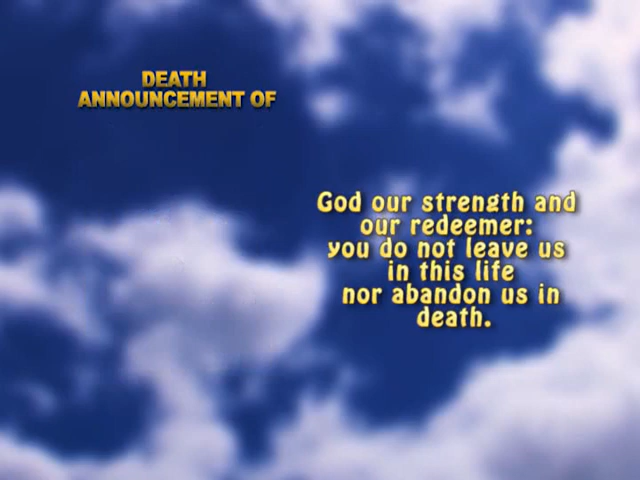 DEATH
ANNOUNCEMENT OF
God our strength and
our redeemer:
you do not leave us
in this life
nor abandon us in
death.